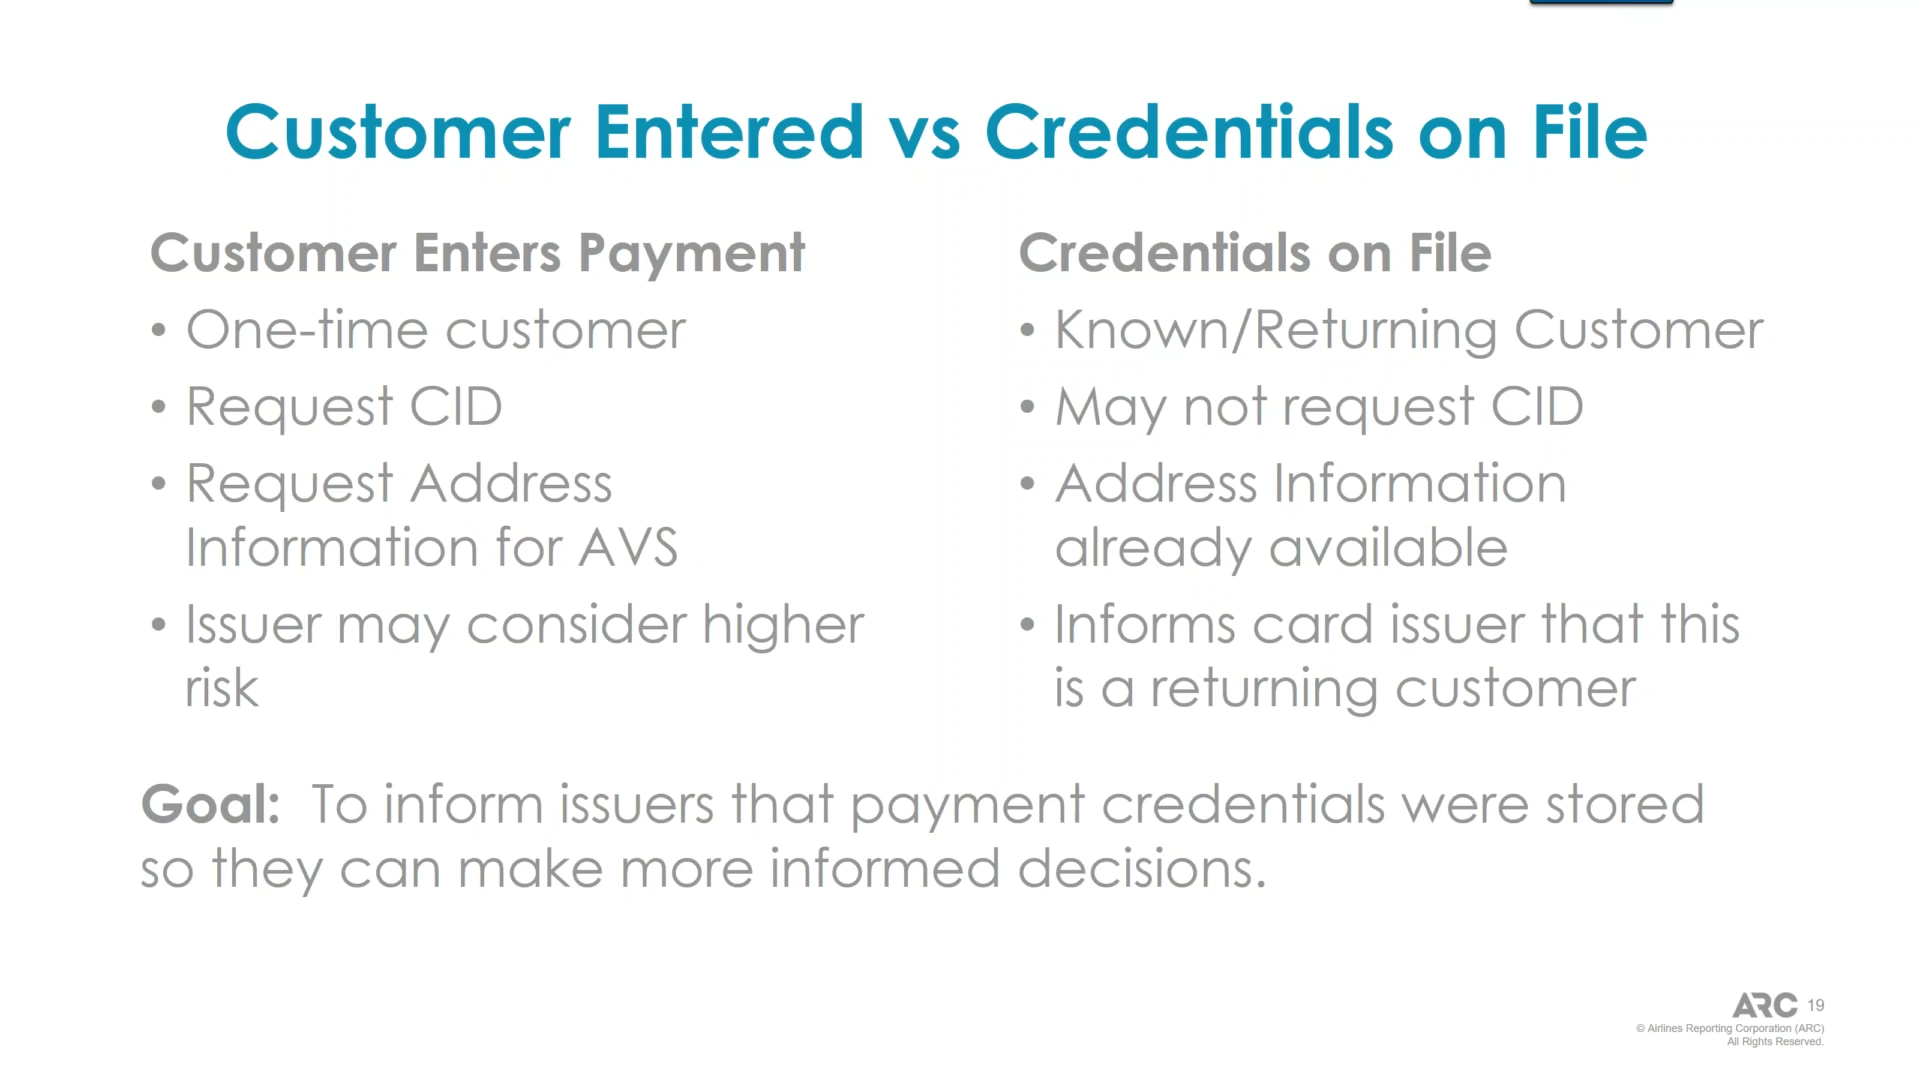 Customer Entered vs Credentials on File
Customer Enters Payment
• One-time customer
• Request CID
• Request Address
Information for AVS
• Issuer may consider higher
risk
Credentials on File
• Known/Returning Customer
• May not request CID
• Address Information
already available
• Informs card issuer that this
is a returning customer
Goal: To inform issuers that payment credentials were stored
so they can make more informed decisions.
ARC 19
© Airlines Reporting Corporation (ARC)
All Rights Reserved.